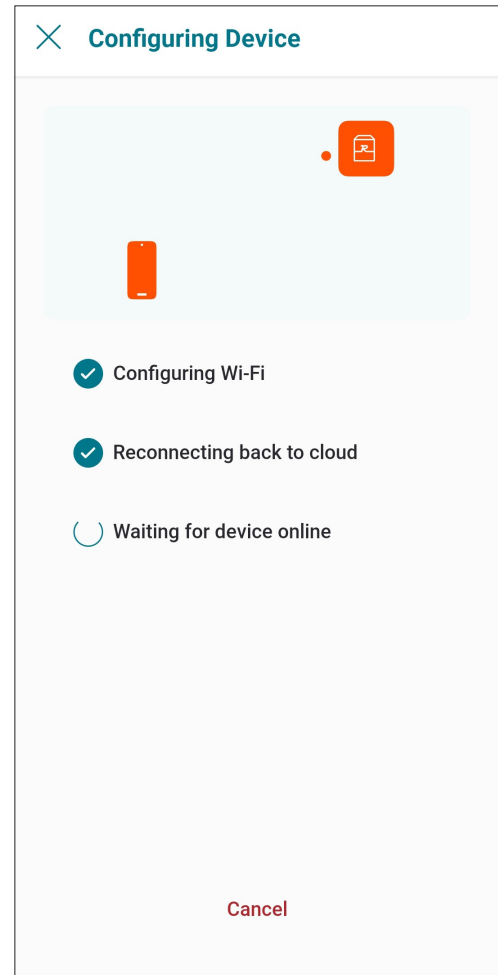 Configuring Device
Configuring Wi-Fi
Reconnecting back to cloud
Waiting for device online
Cancel